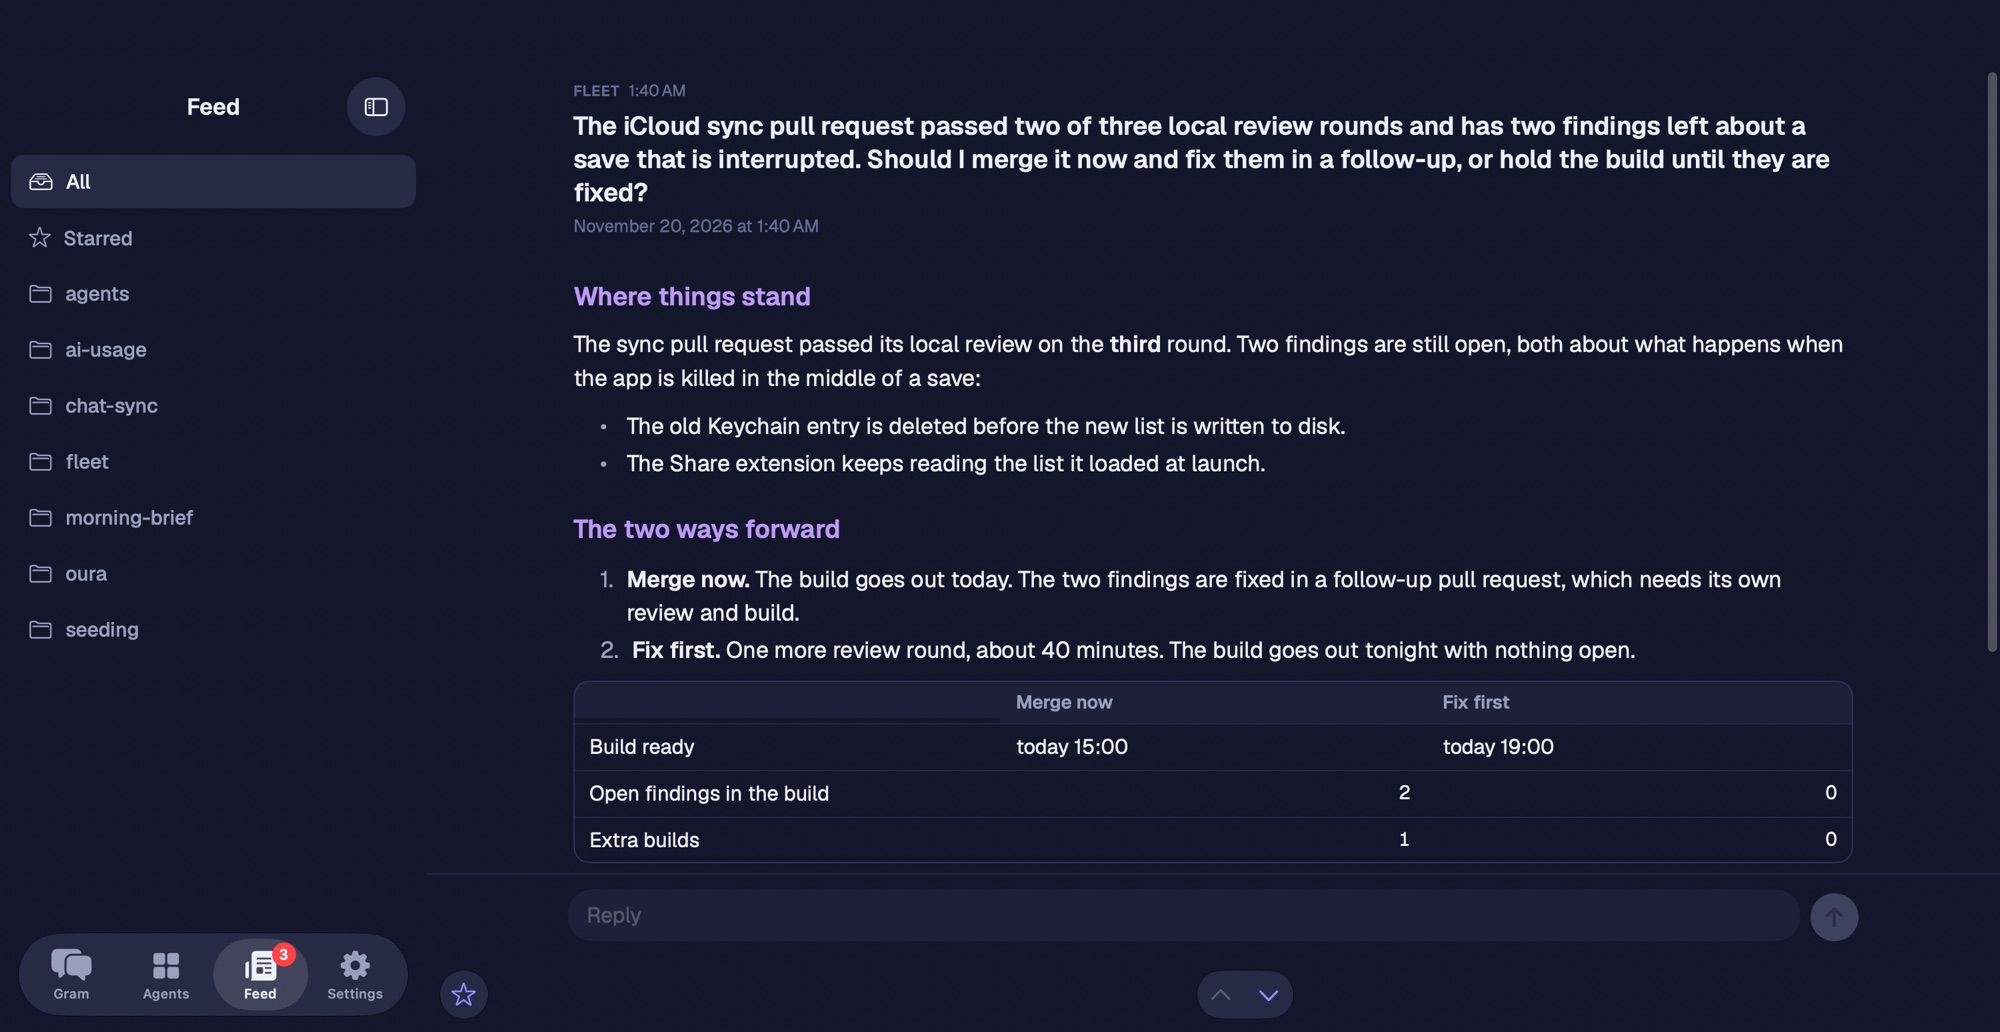 Feed
All
Starred
agents
ai-usage
chat-sync
fleet
morning-brief
oura
seeding
Gram
Agents
3
Feed
Settings
FLEET 1:40 AM
The iCloud sync pull request passed two of three local review rounds and has two findings left about a
save that is interrupted. Should I merge it now and fix them in a follow-up, or hold the build until they are
fixed?
November 20, 2026 at 1:40 AM
Where things stand
The sync pull request passed its local review on the third round. Two findings are still open, both about what happens when
the app is killed in the middle of a save:
• The old Keychain entry is deleted before the new list is written to disk.
• The Share extension keeps reading the list it loaded at launch.
The two ways forward
1. Merge now. The build goes out today. The two findings are fixed in a follow-up pull request, which needs its own
review and build.
2. Fix first. One more review round, about 40 minutes. The build goes out tonight with nothing open.
Merge now Fix first
Build ready today 15:00 today 19:00
Open findings in the build 2 0
Extra builds 1 0
Reply